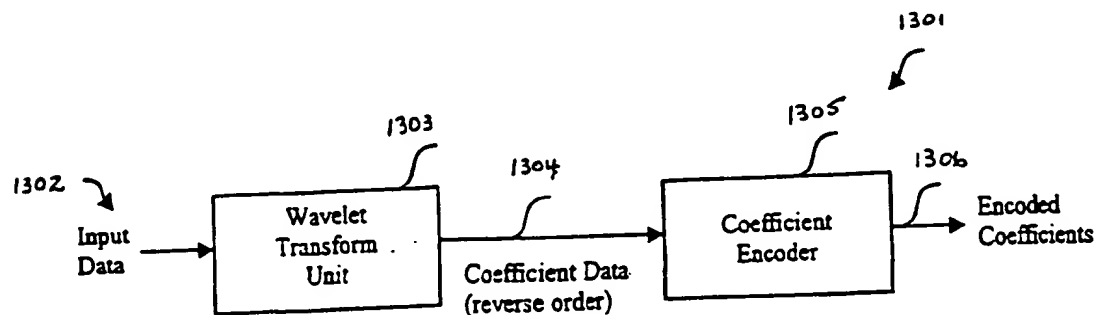 1301
1305
1303
1304
1306
1302
Wavelet
Transform
Unit
Coefficient
Encoder
Encoded
Coefficients
Input
Data
Coefficient Data
(reverse order)